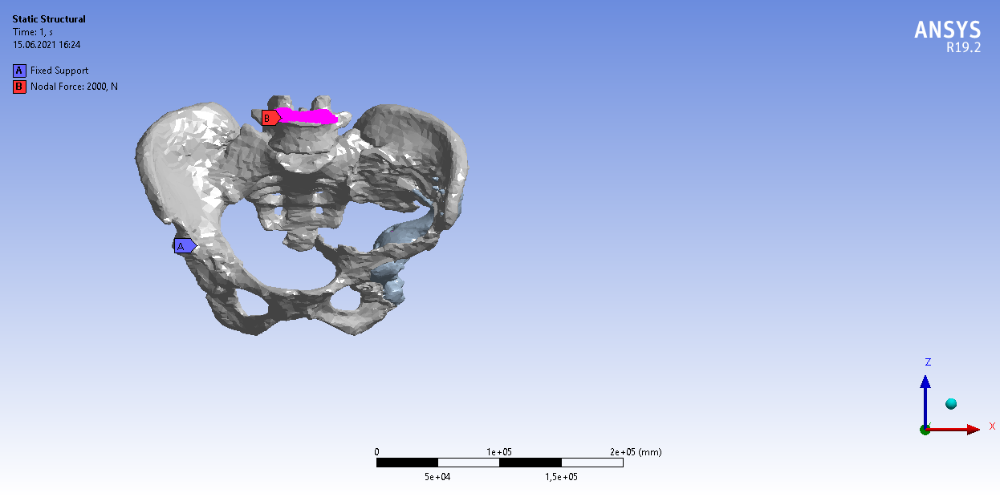 Static Structural
Time: 1, s
15.06.2021 16:24
A Fixed Support
B Nodal Force: 2000, N
ANSYS
R19.2
B
A
Z
X
0 1e+05 2e+05 (mm)
5e+04 1,5e+05